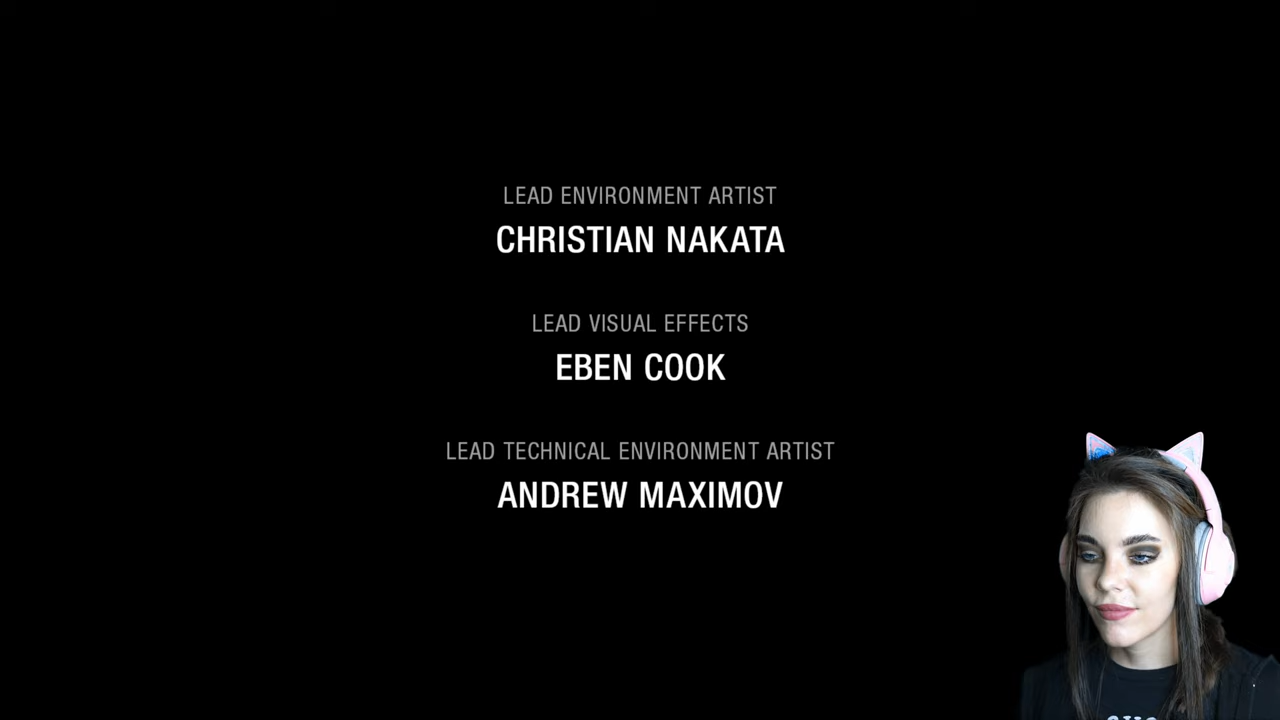 LEAD ENVIRONMENT ARTIST
CHRISTIAN NAKATA
LEAD VISUAL EFFECTS
EBEN COOK
LEAD TECHNICAL ENVIRONMENT ARTIST
ANDREW MAXIMOV